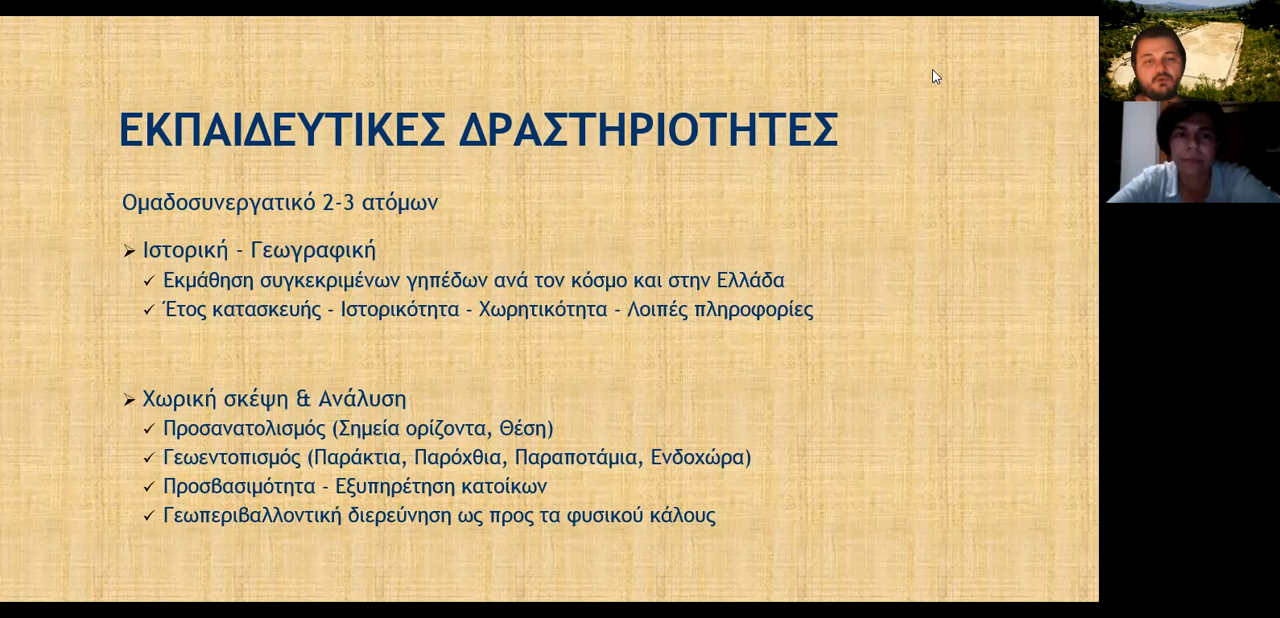 ΕΚΠΑΙΔΕΥΤΙΚΕΣ ΔΡΑΣΤΗΡΙΟΤΗΤΕΣ
Ομαδοσυνεργατικό 2-3 ατόμων
Ιστορική - Γεωγραφική
Εκμάθηση συγκεκριμένων γηπέδων ανά τον κόσμο και στην Ελλάδα
Έτος κατασκευής - Ιστορικότητα - Χωρητικότητα - Λοιπές πληροφορίες
Χωρική σκέψη & Ανάλυση
Προσανατολισμός (Σημεία ορίζοντα, Θέση)
Γεωεντοπισμός (Παράκτια, Παρόχθια, Παραποτάμια, Ενδοχώρα)
Προσβασιμότητα - Εξυπηρέτηση κατοίκων
Γεωπεριβαλλοντική διερεύνηση ως προς τα φυσικού κάλους